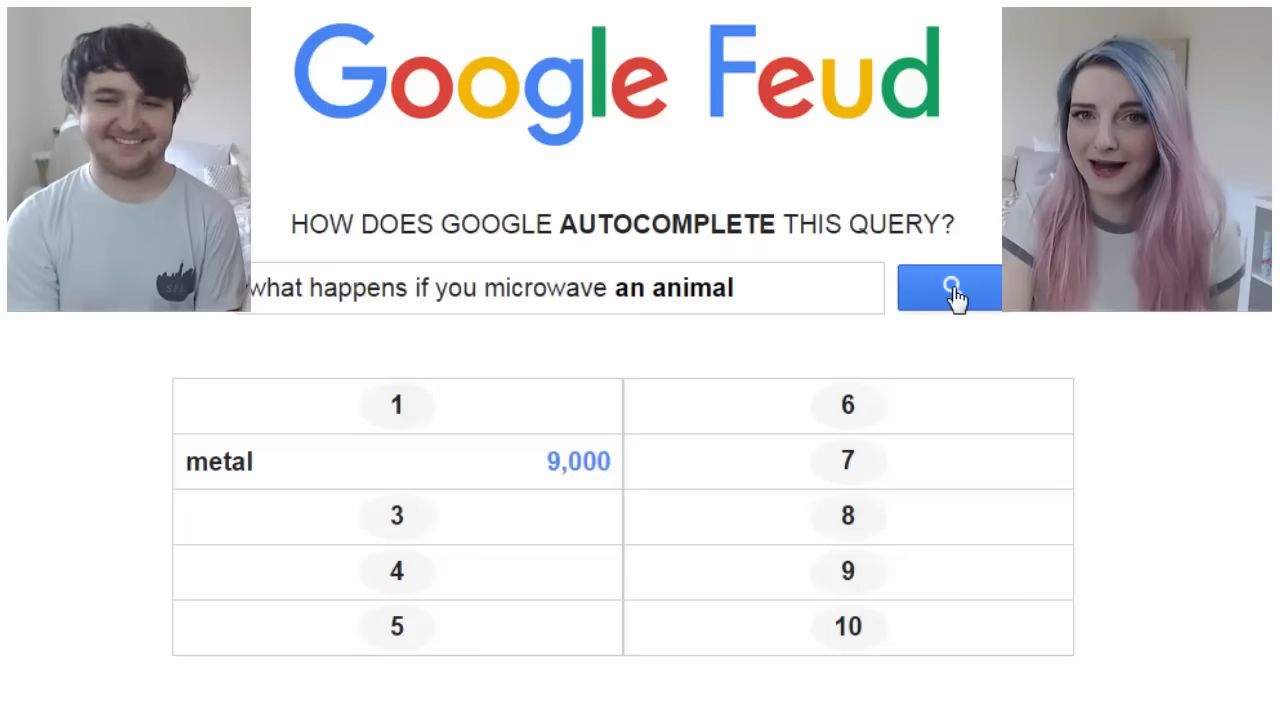 Google Feud
HOW DOES GOOGLE AUTOCOMPLETE THIS QUERY?
what happens if you microwave an animal
1
6
metal 9,000
7
3
8
4
9
5
10